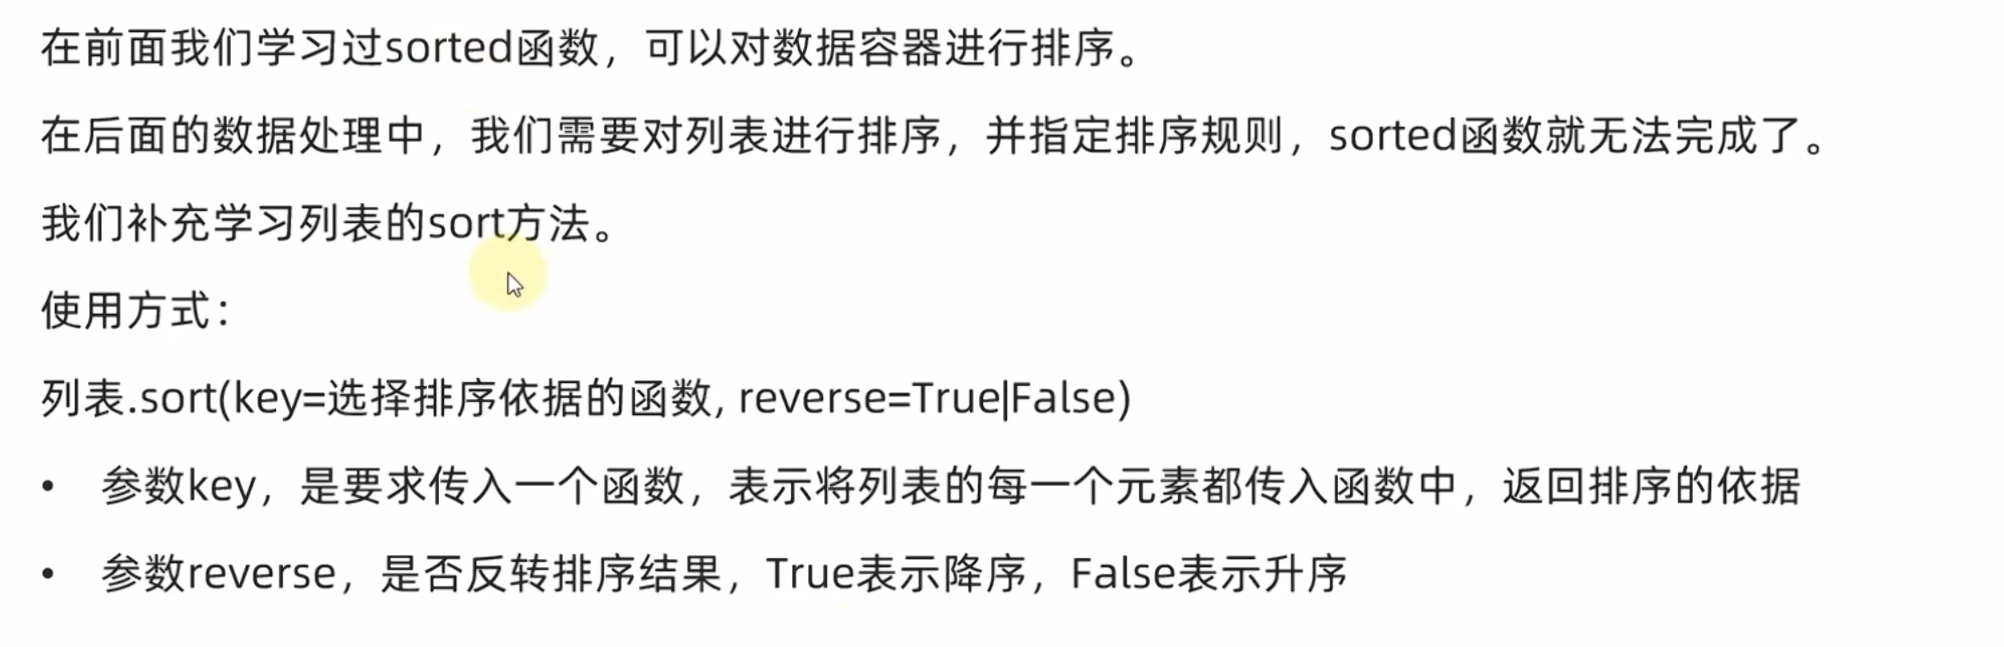 在前面我们学习过sorted函数，可以对数据容器进行排序。
在后面的数据处理中，我们需要对列表进行排序，并指定排序规则，sorted函数就无法完成了。
我们补充学习列表的sort方法。
使用方式：
列表.sort(key=选择排序依据的函数, reverse=True|False)
• 参数key，是要求传入一个函数，表示将列表的每一个元素都传入函数中，返回排序的依据
• 参数reverse，是否反转排序结果，True表示降序，False表示升序